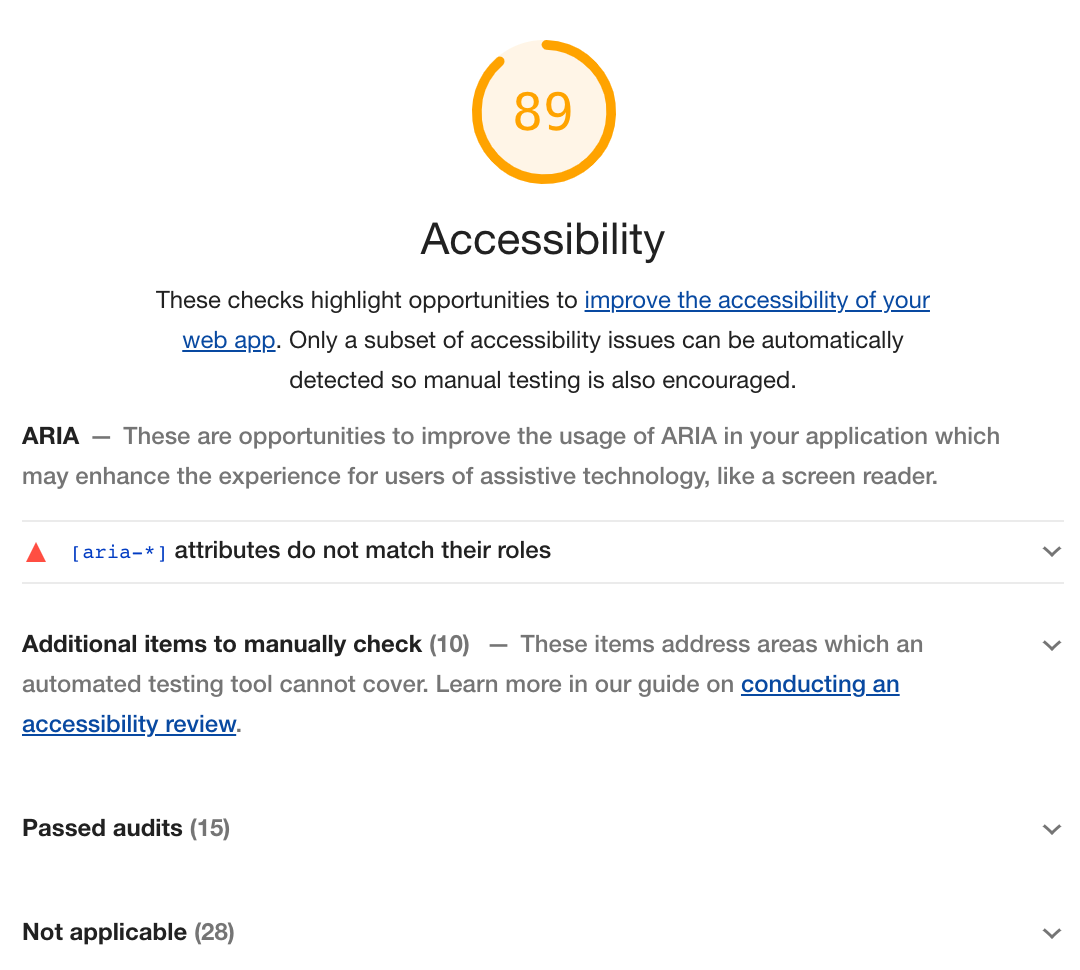 89
Accessibility
These checks highlight opportunities to improve the accessibility of your
web app. Only a subset of accessibility issues can be automatically
detected so manual testing is also encouraged.
ARIA — These are opportunities to improve the usage of ARIA in your application which
may enhance the experience for users of assistive technology, like a screen reader.
[aria-*] attributes do not match their roles
Additional items to manually check (10) — These items address areas which an
automated testing tool cannot cover. Learn more in our guide on conducting an
accessibility review.
Passed audits (15)
Not applicable (28)